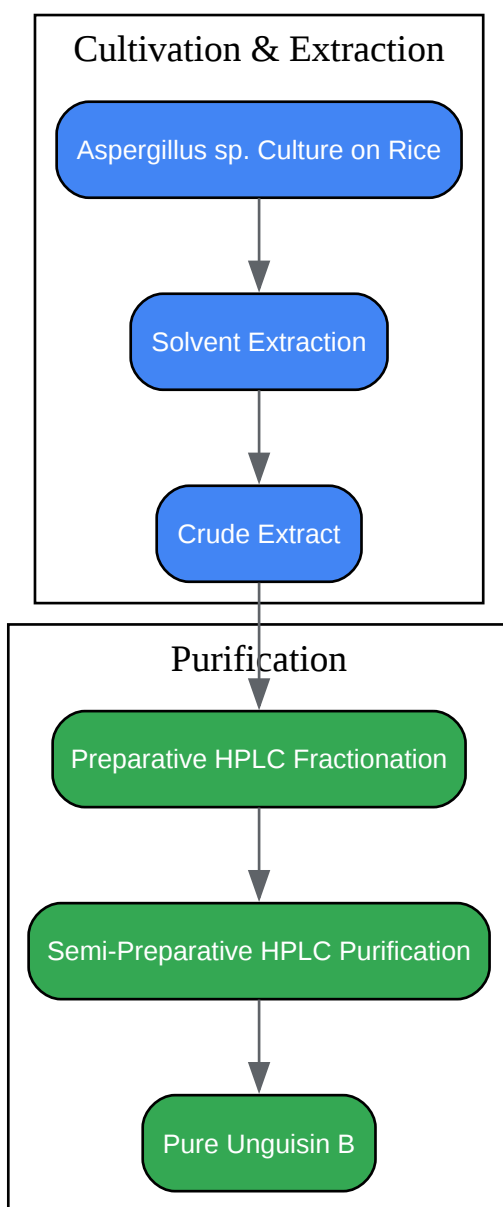 Cultivation & Extraction
Aspergillus sp. Culture on Rice
Solvent Extraction
Crude Extract
Purification
Preparative HPLC Fractionation
Semi-Preparative HPLC Purification
Pure Unguisin B